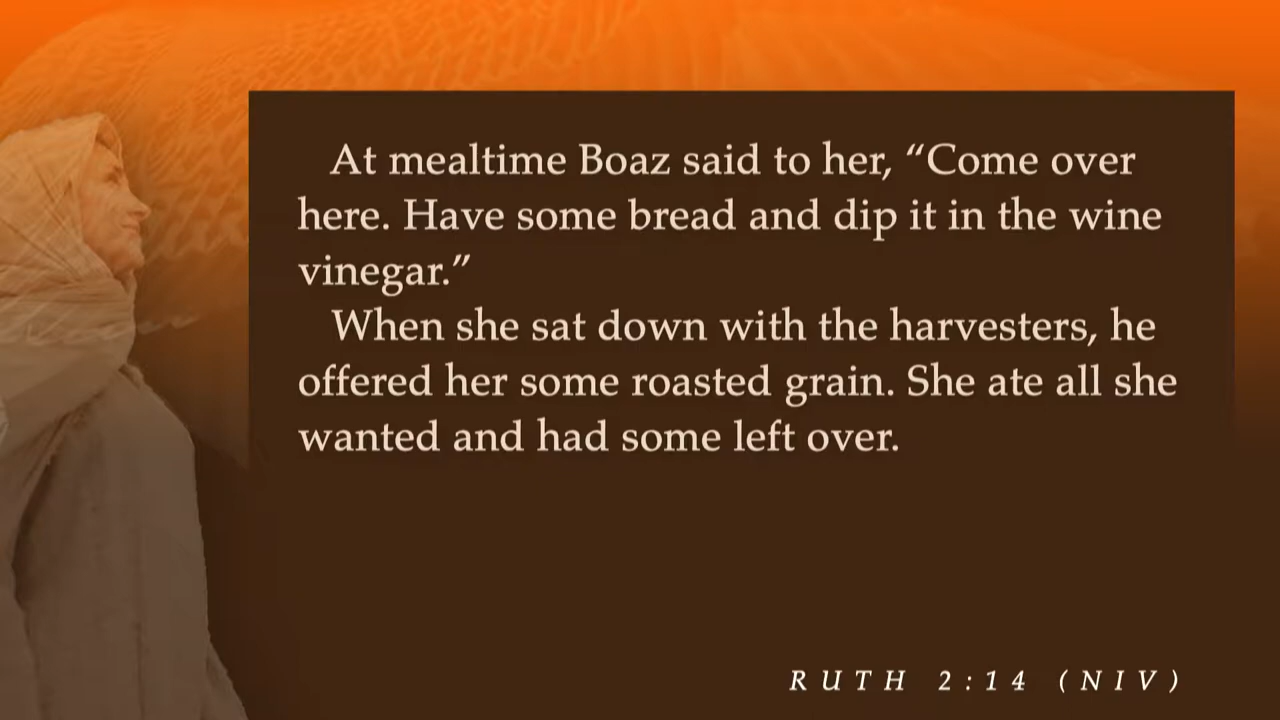 At mealtime Boaz said to her, “Come over
here. Have some bread and dip it in the wine
vinegar.”
When she sat down with the harvesters, he
offered her some roasted grain. She ate all she
wanted and had some left over.
RUTH 2:14 (NIV)